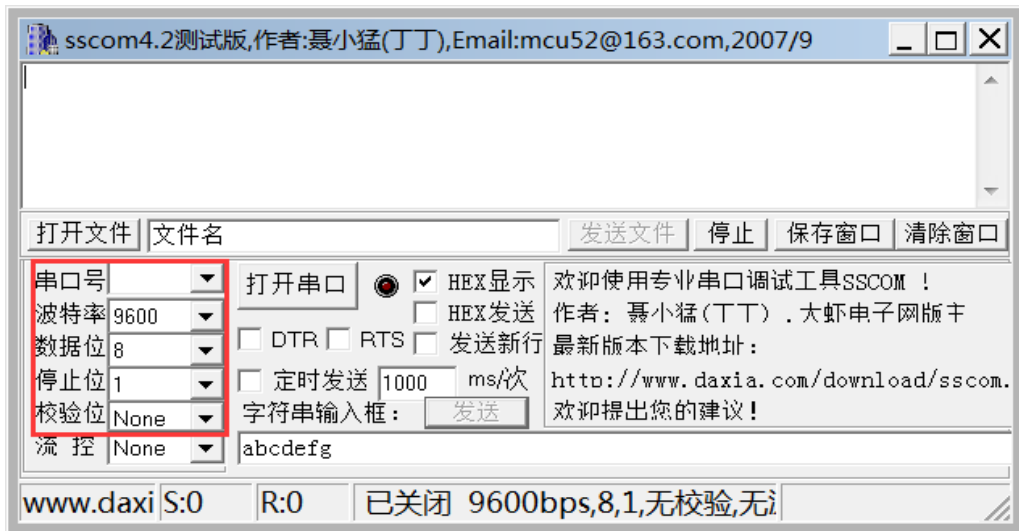 sscom4.2测试版,作者:聂小猛(丁丁),Email:mcu52@163.com,2007/9
打开文件 文件名 发送文件 停止 保存窗口 清除窗口
串口号 打开串口 HEX显示 欢迎使用专业串口调试工具SSCOM !
波特率 9600 HEX发送 作者: 聂小猛(丁丁) .大虾电子网版主
数据位 8 DTR RTS 发送新行 最新版本下载地址:
停止位 1 定时发送 1000 ms/次 http://www.daxia.com/download/sscom.
校验位 None 字符串输入框: 发送 欢迎提出您的建议!
流 控 None abcdefg
www.daxi S:0 R:0 已关闭 9600bps,8,1,无校验,无